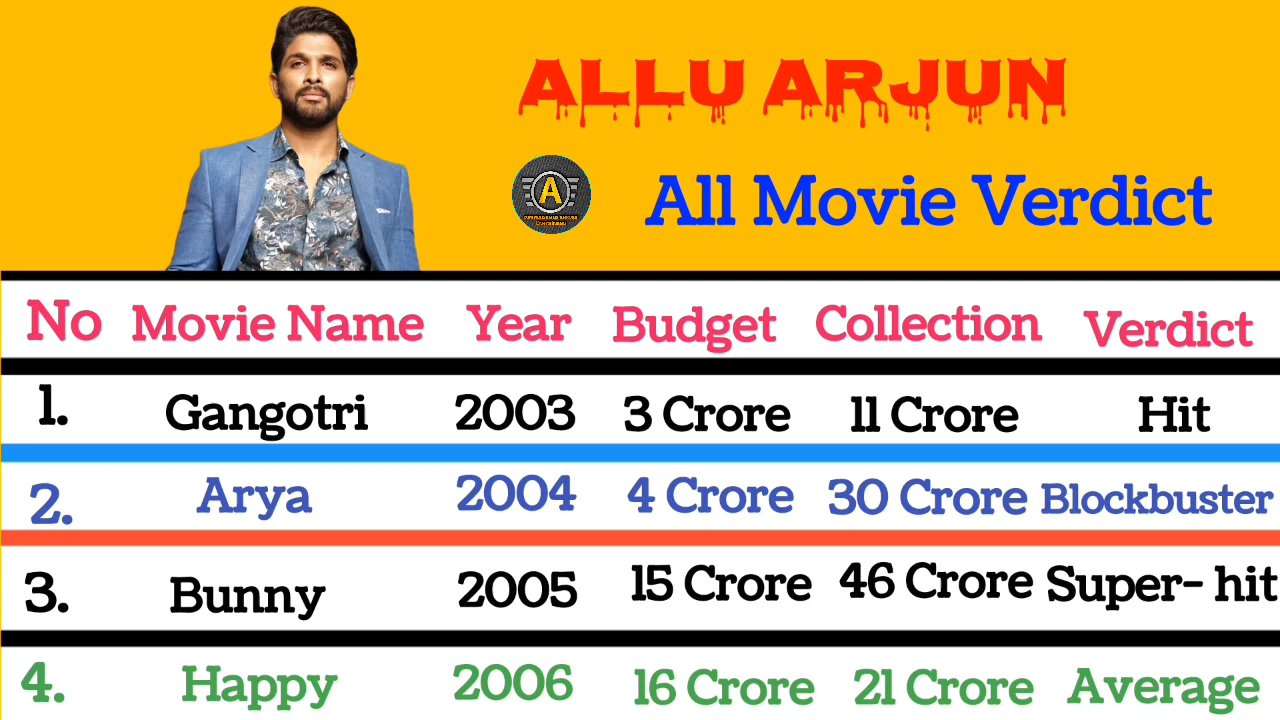 ALLU ARJUN
A
All Movie Verdict
No Movie Name Year Budget Collection Verdict
1. Gangotri 2003 3 Crore 11 Crore Hit
2. Arya 2004 4 Crore 30 Crore Blockbuster
3. Bunny 2005 15 Crore 46 Crore Super- hit
4. Happy 2006 16 Crore 21 Crore Average